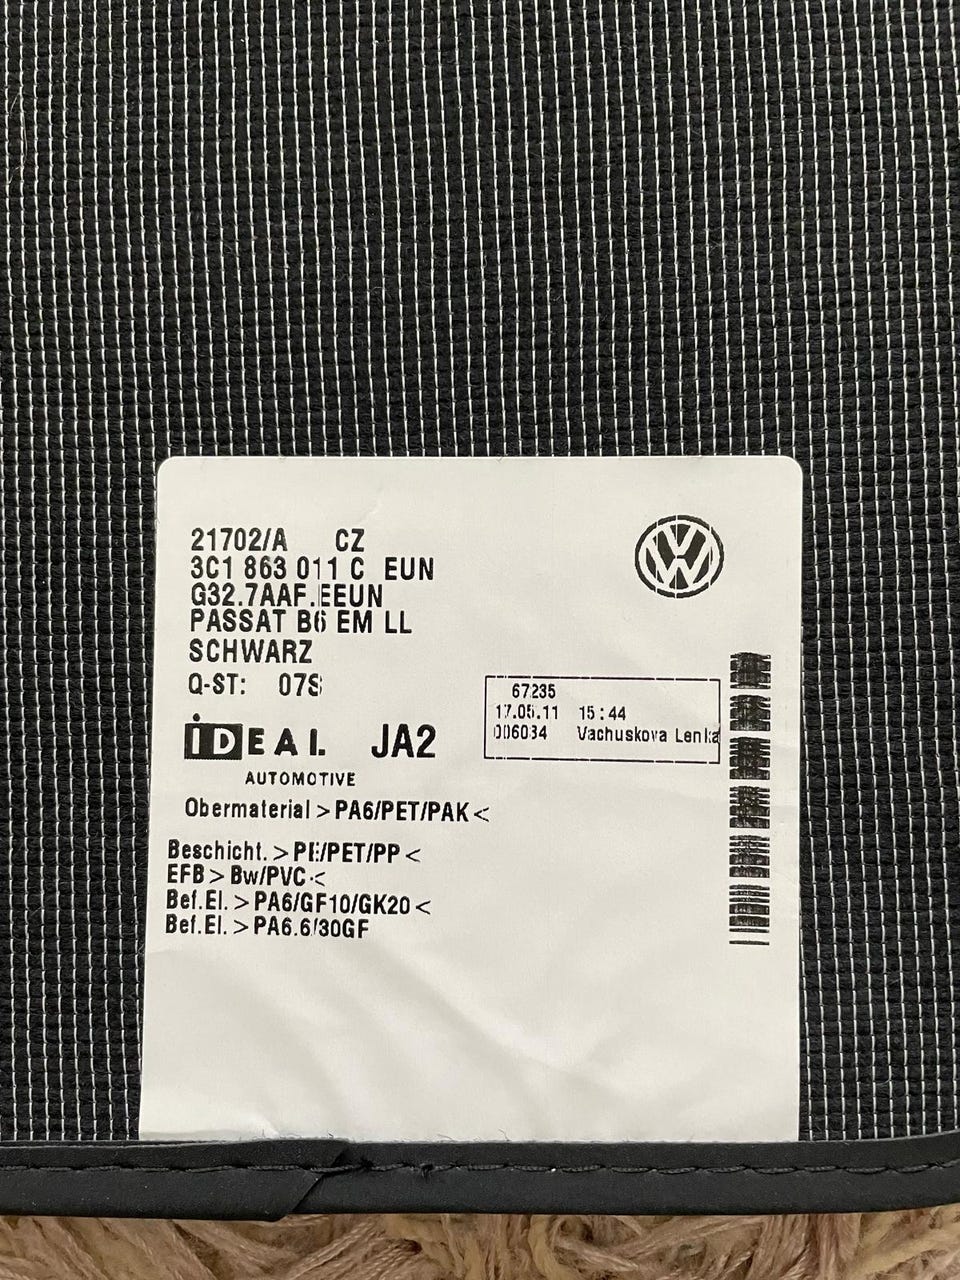 21702/A CZ
3C1 863 011 C EUN
G32.7AAF.EEUN
PASSAT B6 EM LL
SCHWARZ
Q-ST: 07S
67235
17.05.11 15:44
006034 Vachuskova Lenka
iDEAL JA2
AUTOMOTIVE
Obermaterial >PA6/PET/PAK<
Beschicht. >PE/PET/PP<
EFB >Bw/PVC<
Bef.El. >PA6/GF10/GK20<
Bef.El. >PA6.6/30GF